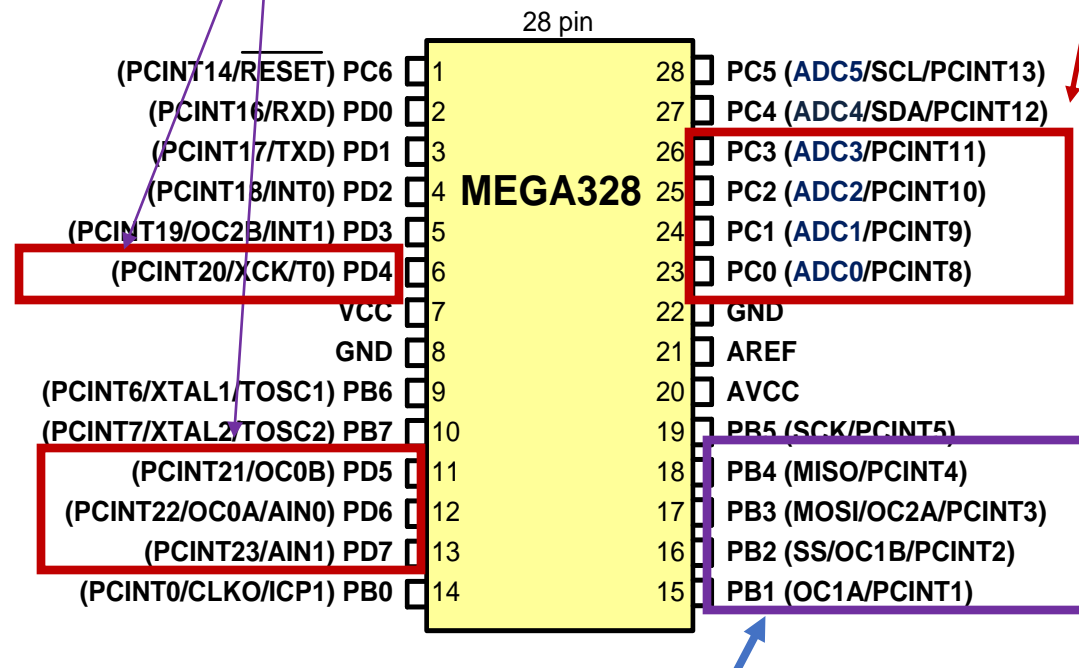 28 pin
(PCINT14/RESET) PC6 1
(PCINT16/RXD) PD0 2
(PCINT17/TXD) PD1 3
(PCINT18/INT0) PD2 4
(PCINT19/OC2B/INT1) PD3 5
(PCINT20/XCK/T0) PD4 6
VCC 7
GND 8
(PCINT6/XTAL1/TOSC1) PB6 9
(PCINT7/XTAL2/TOSC2) PB7 10
(PCINT21/OC0B) PD5 11
(PCINT22/OC0A/AIN0) PD6 12
(PCINT23/AIN1) PD7 13
(PCINT0/CLKO/ICP1) PB0 14
MEGA328
28 PC5 (ADC5/SCL/PCINT13)
27 PC4 (ADC4/SDA/PCINT12)
26 PC3 (ADC3/PCINT11)
25 PC2 (ADC2/PCINT10)
24 PC1 (ADC1/PCINT9)
23 PC0 (ADC0/PCINT8)
22 GND
21 AREF
20 AVCC
19 PB5 (SCK/PCINT5)
18 PB4 (MISO/PCINT4)
17 PB3 (MOSI/OC2A/PCINT3)
16 PB2 (SS/OC1B/PCINT2)
15 PB1 (OC1A/PCINT1)